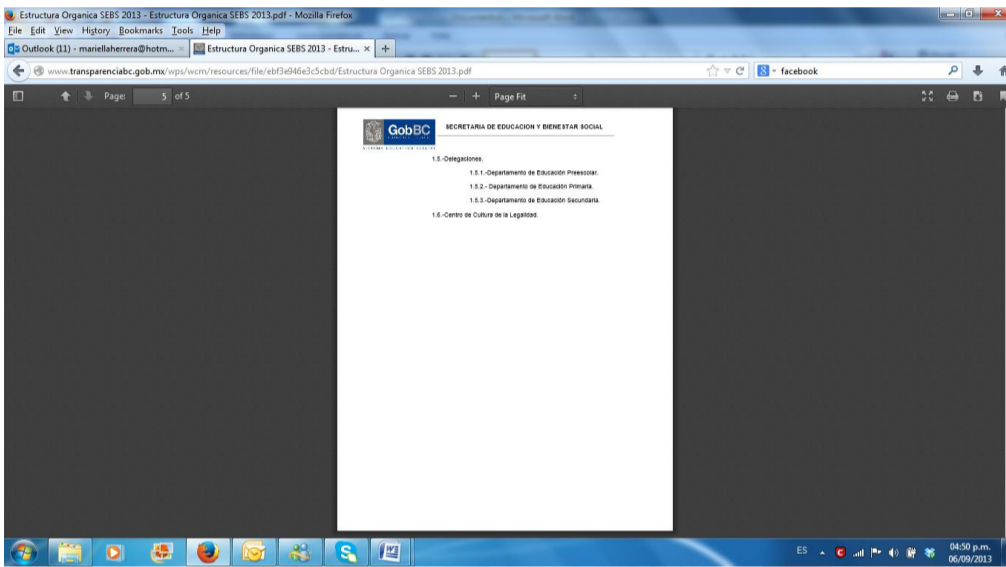 Estructura Organica SEBS 2013 - Estructura Organica SEBS 2013.pdf - Mozilla Firefox
File Edit View History Bookmarks Tools Help
Outlook (11) - mariellaherrera@hotm... × Estructura Organica SEBS 2013 - Estru... × +
www.transparenciabc.gob.mx/wps/wcm/resources/file/ebf3e946e3c5cbd/Estructura Organica SEBS 2013.pdf
8 facebook
Page: 5 of 5 − + Page Fit
GobBC SECRETARIA DE EDUCACION Y BIENESTAR SOCIAL
1.5.-Delegaciones.
1.5.1.-Departamento de Educación Preescolar.
1.5.2.- Departamento de Educación Primaria.
1.5.3.-Departamento de Educación Secundaria.
1.6.-Centro de Cultura de la Legalidad.
ES 04:50 p.m.
06/09/2013